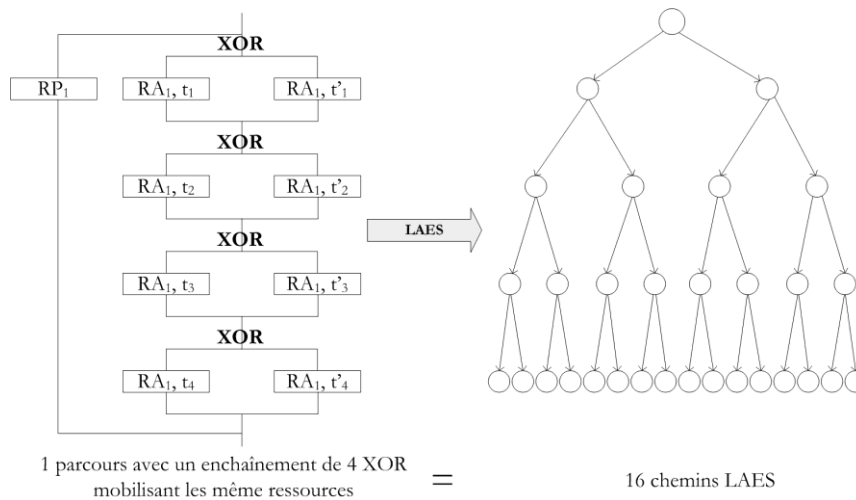 XOR
RP₁
RA₁, t₁
RA₁, t'₁
XOR
RA₁, t₂
RA₁, t'₂
LAES
XOR
RA₁, t₃
RA₁, t'₃
XOR
RA₁, t₄
RA₁, t'₄
1 parcours avec un enchaînement de 4 XOR
mobilisant les même ressources
=
16 chemins LAES